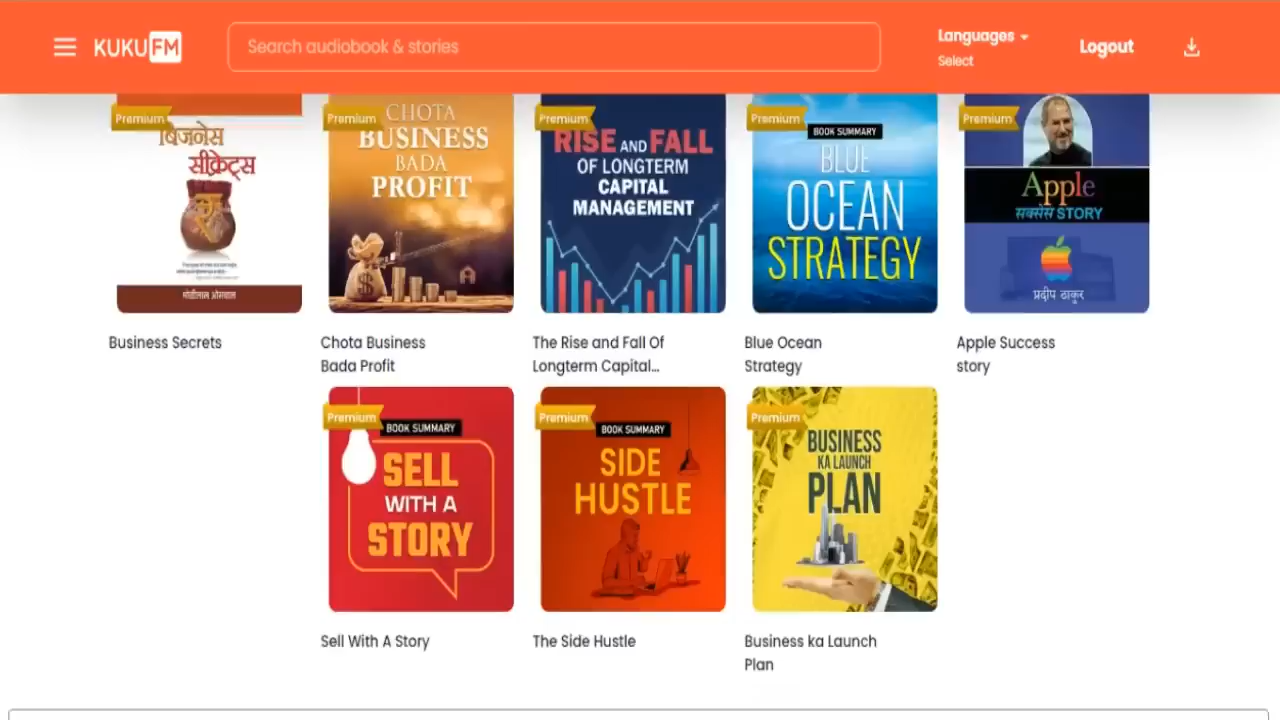 KUKU FM
Search audiobook & stories
Languages
Select
Logout
Premium
बिजनेस
सीक्रेट्स
मोतीलाल ओसवाल
Business Secrets
Premium
CHOTA
BUSINESS
BADA
PROFIT
Chota Business
Bada Profit
Premium
RISE AND FALL
OF LONGTERM
CAPITAL
MANAGEMENT
The Rise and Fall Of
Longterm Capital...
Premium
BOOK SUMMARY
BLUE
OCEAN
STRATEGY
Blue Ocean
Strategy
Premium
Apple
सक्सेस STORY
प्रदीप ठाकुर
Apple Success
story
Premium
BOOK SUMMARY
SELL
WITH A
STORY
Sell With A Story
Premium
BOOK SUMMARY
SIDE
HUSTLE
The Side Hustle
Premium
BUSINESS
KA LAUNCH
PLAN
Business ka Launch
Plan